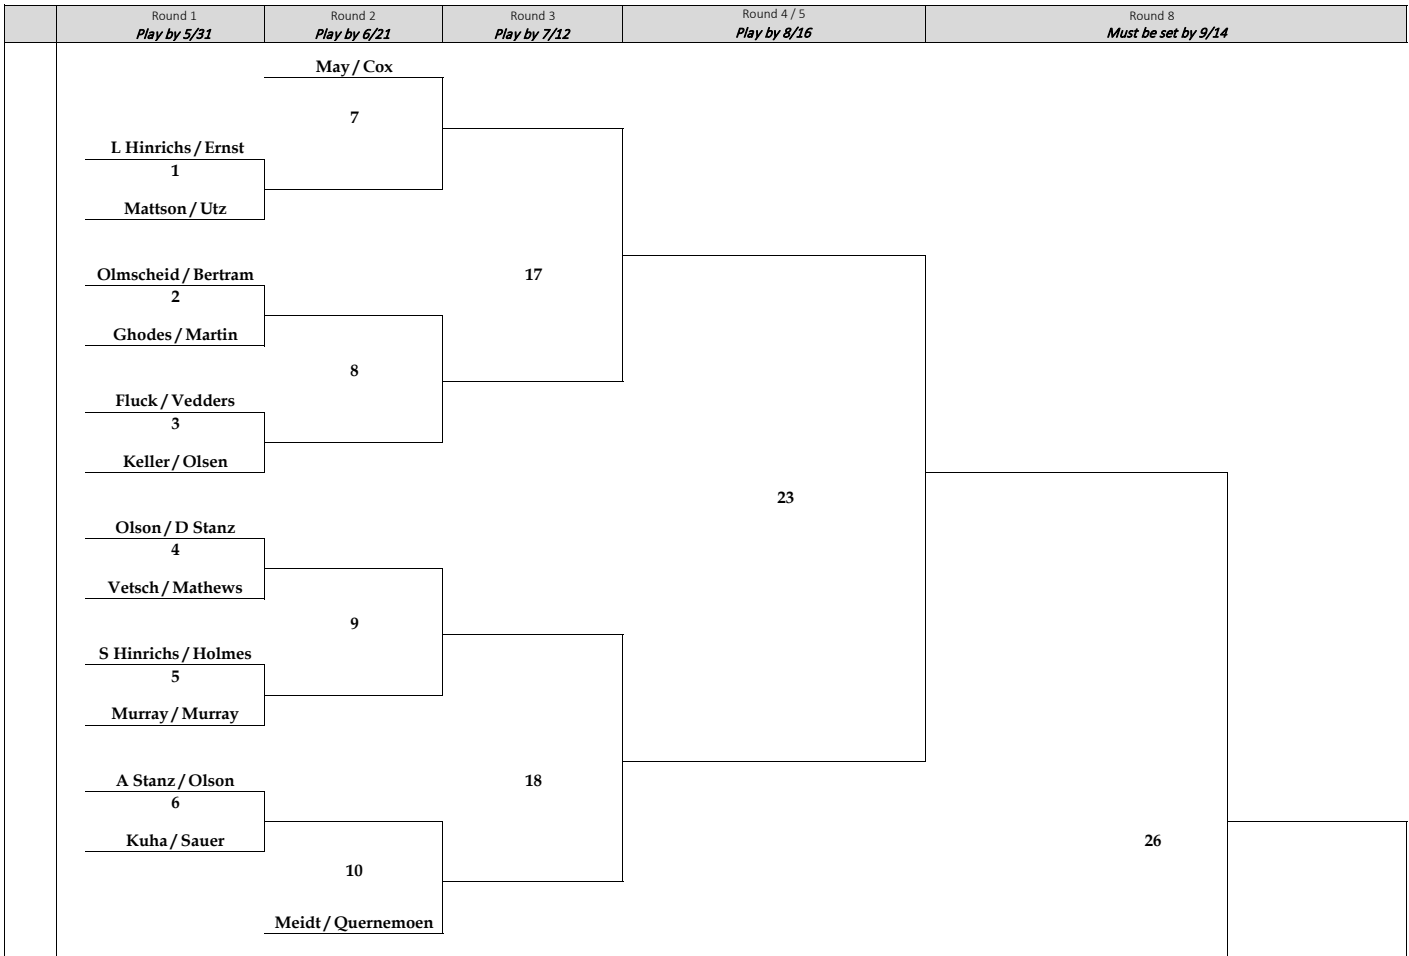 Round 1 Round 2 Round 3 Round 4 / 5 Round 8
Play by 5/31 Play by 6/21 Play by 7/12 Play by 8/16 Must be set by 9/14
May / Cox
7
L Hinrichs / Ernst
1
Mattson / Utz
Olmscheid / Bertram
17
2
Ghodes / Martin
8
Fluck / Vedders
3
Keller / Olsen
23
Olson / D Stanz
4
Vetsch / Mathews
9
S Hinrichs / Holmes
5
Murray / Murray
A Stanz / Olson
18
6
Kuha / Sauer
26
10
Meidt / Quernemoen